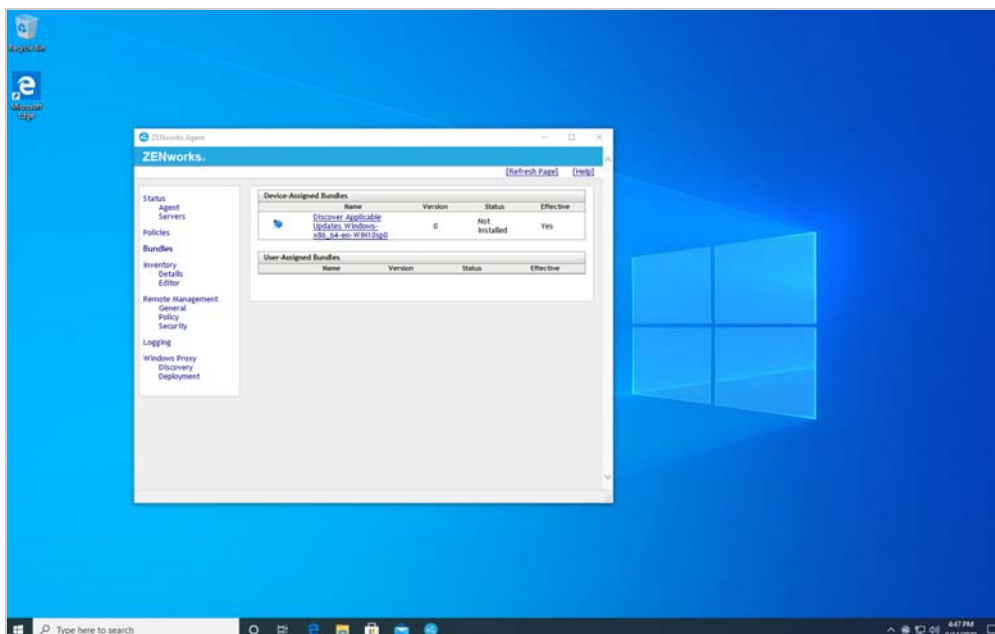 Recycle Bin
Microsoft
Edge
ZENworks Agent
ZENworks.
[Refresh Page] [Help]
Status
Agent
Servers
Policies
Bundles
Inventory
Details
Editor
Remote Management
General
Policy
Security
Logging
Windows Proxy
Discovery
Deployment
Device-Assigned Bundles
Name Version Status Effective
Discover Applicable
Updates Windows-
x86_64-en-WIN10sp0
0
Not
Installed
Yes
User-Assigned Bundles
Name Version Status Effective
Type here to search
4:47 PM